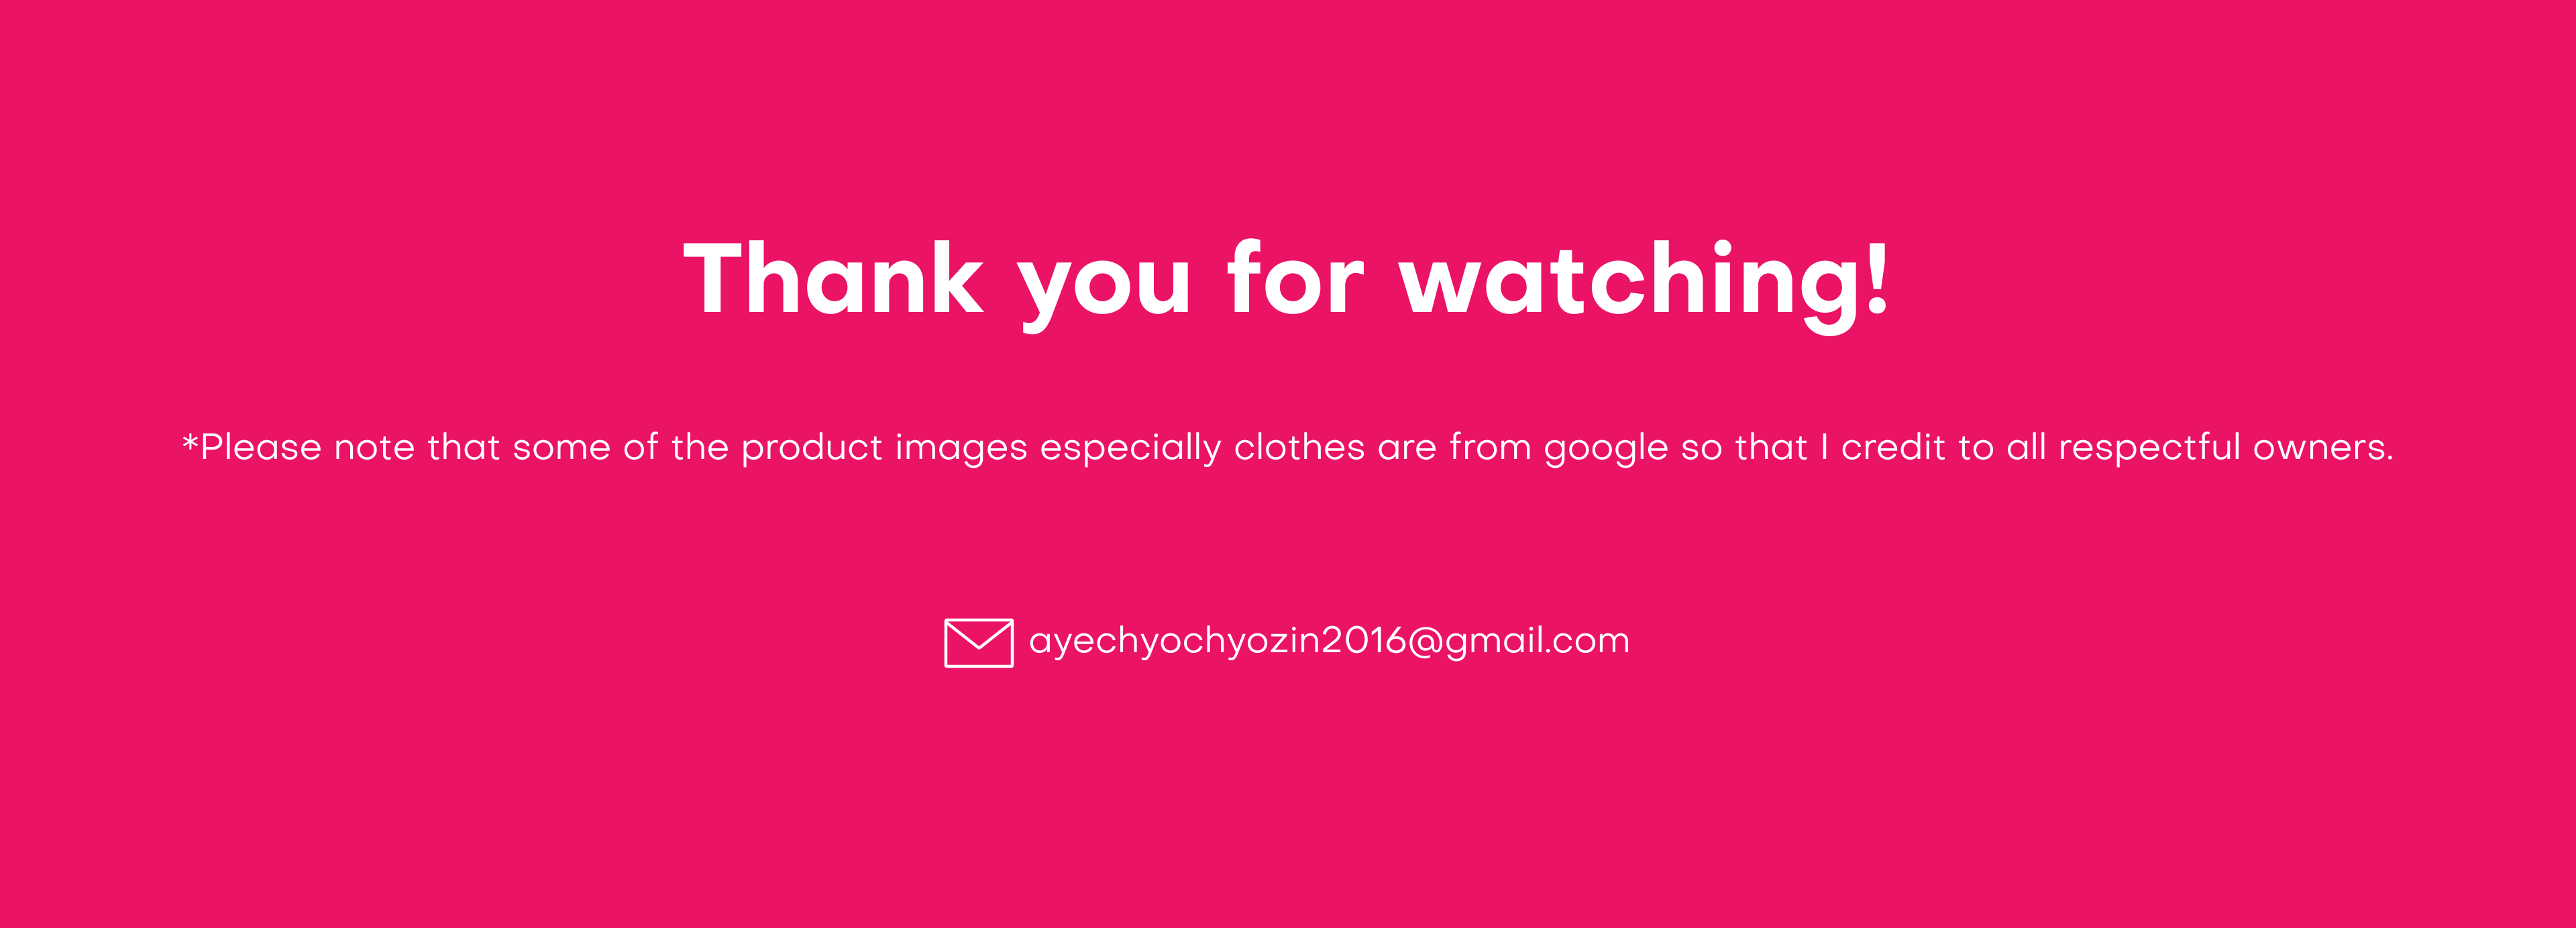 Thank you for watching!
*Please note that some of the product images especially clothes are from google so that I credit to all respectful owners.
ayechyochyozin2016@gmail.com